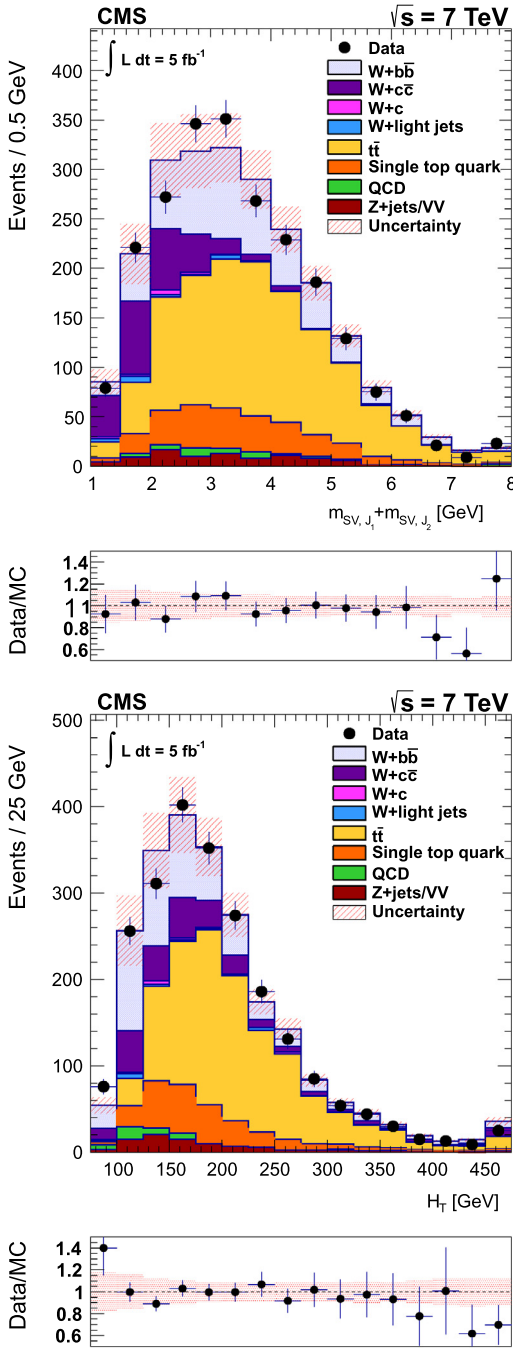 CMS √s = 7 TeV
∫ L dt = 5 fb⁻¹
Data
W+bb̄
W+cc̄
W+c
W+light jets
tt̄
Single top quark
QCD
Z+jets/VV
Uncertainty
Events / 0.5 GeV
400
350
300
250
200
150
100
50
0
1 2 3 4 5 6 7 8
m_SV, J₁+m_SV, J₂ [GeV]
Data/MC
1.4
1.2
1
0.8
0.6
CMS √s = 7 TeV
∫ L dt = 5 fb⁻¹
Data
W+bb̄
W+cc̄
W+c
W+light jets
tt̄
Single top quark
QCD
Z+jets/VV
Uncertainty
Events / 25 GeV
500
400
300
200
100
0
100 150 200 250 300 350 400 450
H_T [GeV]
Data/MC
1.4
1.2
1
0.8
0.6